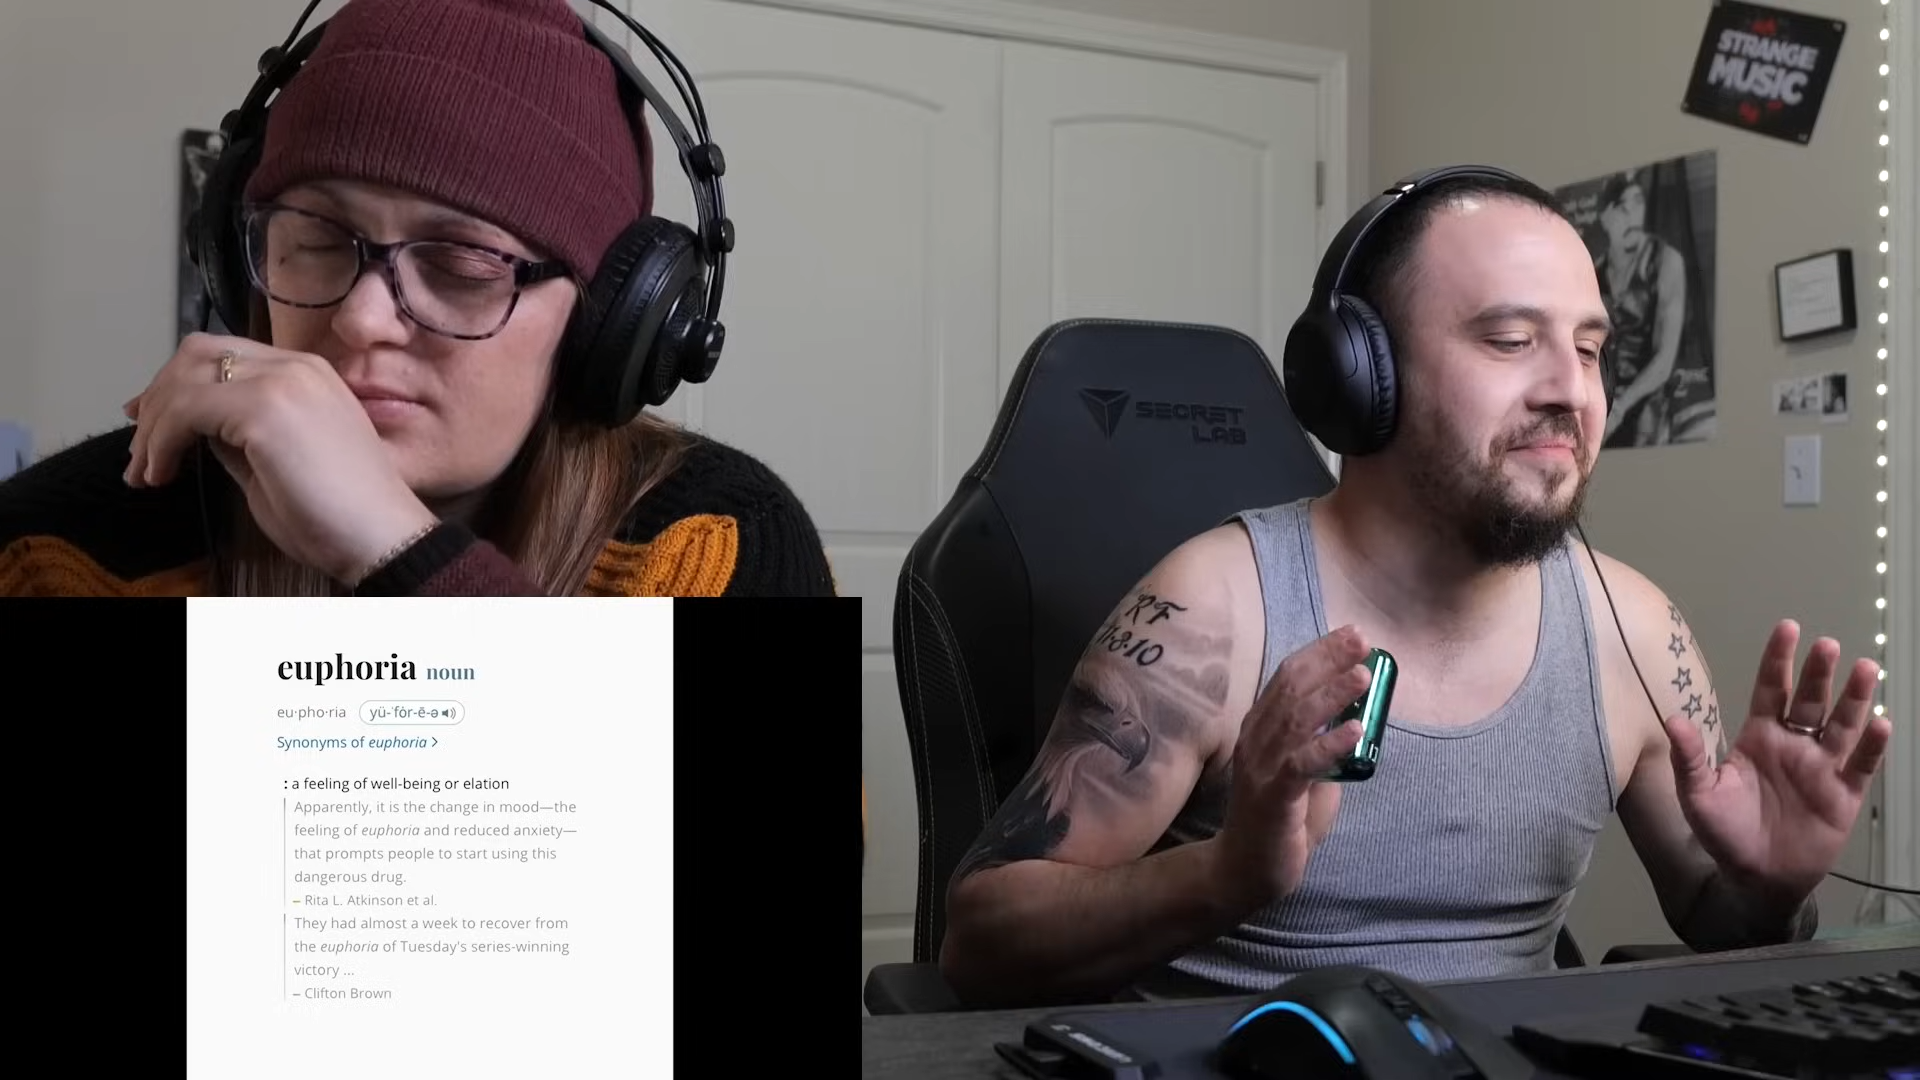 STRANGE
MUSIC
SECRET
LAB
RF
11·8·10
euphoria noun
eu·pho·ria yü-ˈfȯr-ē-ə
Synonyms of euphoria >
: a feeling of well-being or elation
Apparently, it is the change in mood—the
feeling of euphoria and reduced anxiety—
that prompts people to start using this
dangerous drug.
– Rita L. Atkinson et al.
They had almost a week to recover from
the euphoria of Tuesday's series-winning
victory ...
– Clifton Brown